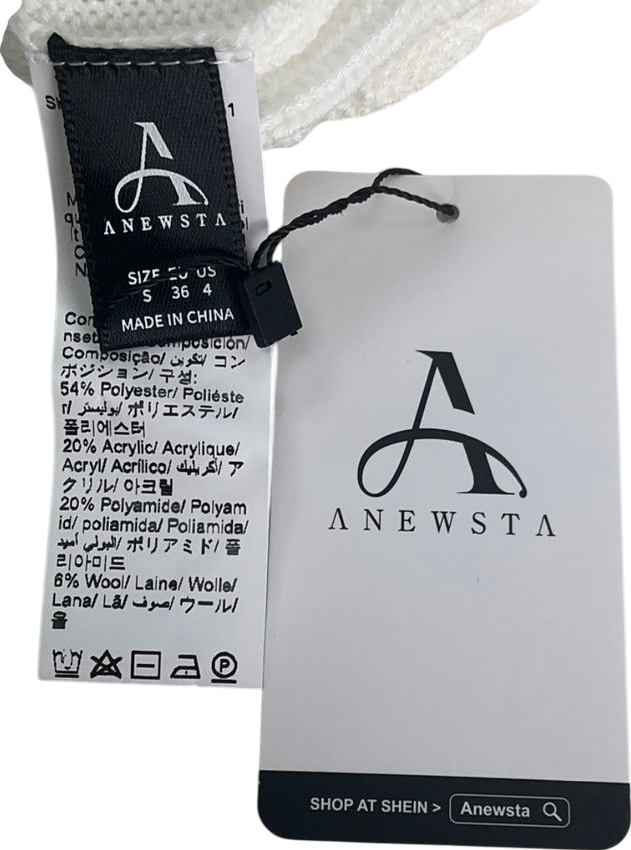 ANEWSTA
SIZE EU US
S 36 4
MADE IN CHINA
Composição/ تكوين/ コン
ポジション/ 구성:
54% Polyester/ Polyéste
r/ بوليستر/ ポリエステル/
폴리에스터
20% Acrylic/ Acrylique/
Acryl/ Acrílico/ اكريليك/ ア
クリル/ 아크릴
20% Polyamide/ Polyam
id/ poliamida/ Poliamida/
البولي أميد/ ポリアミド/ 폴
리아미드
6% Wool/ Laine/ Wolle/
Lana/ Lã/ صوف/ ウール/
울
P
ANEWSTA
SHOP AT SHEIN > Anewsta